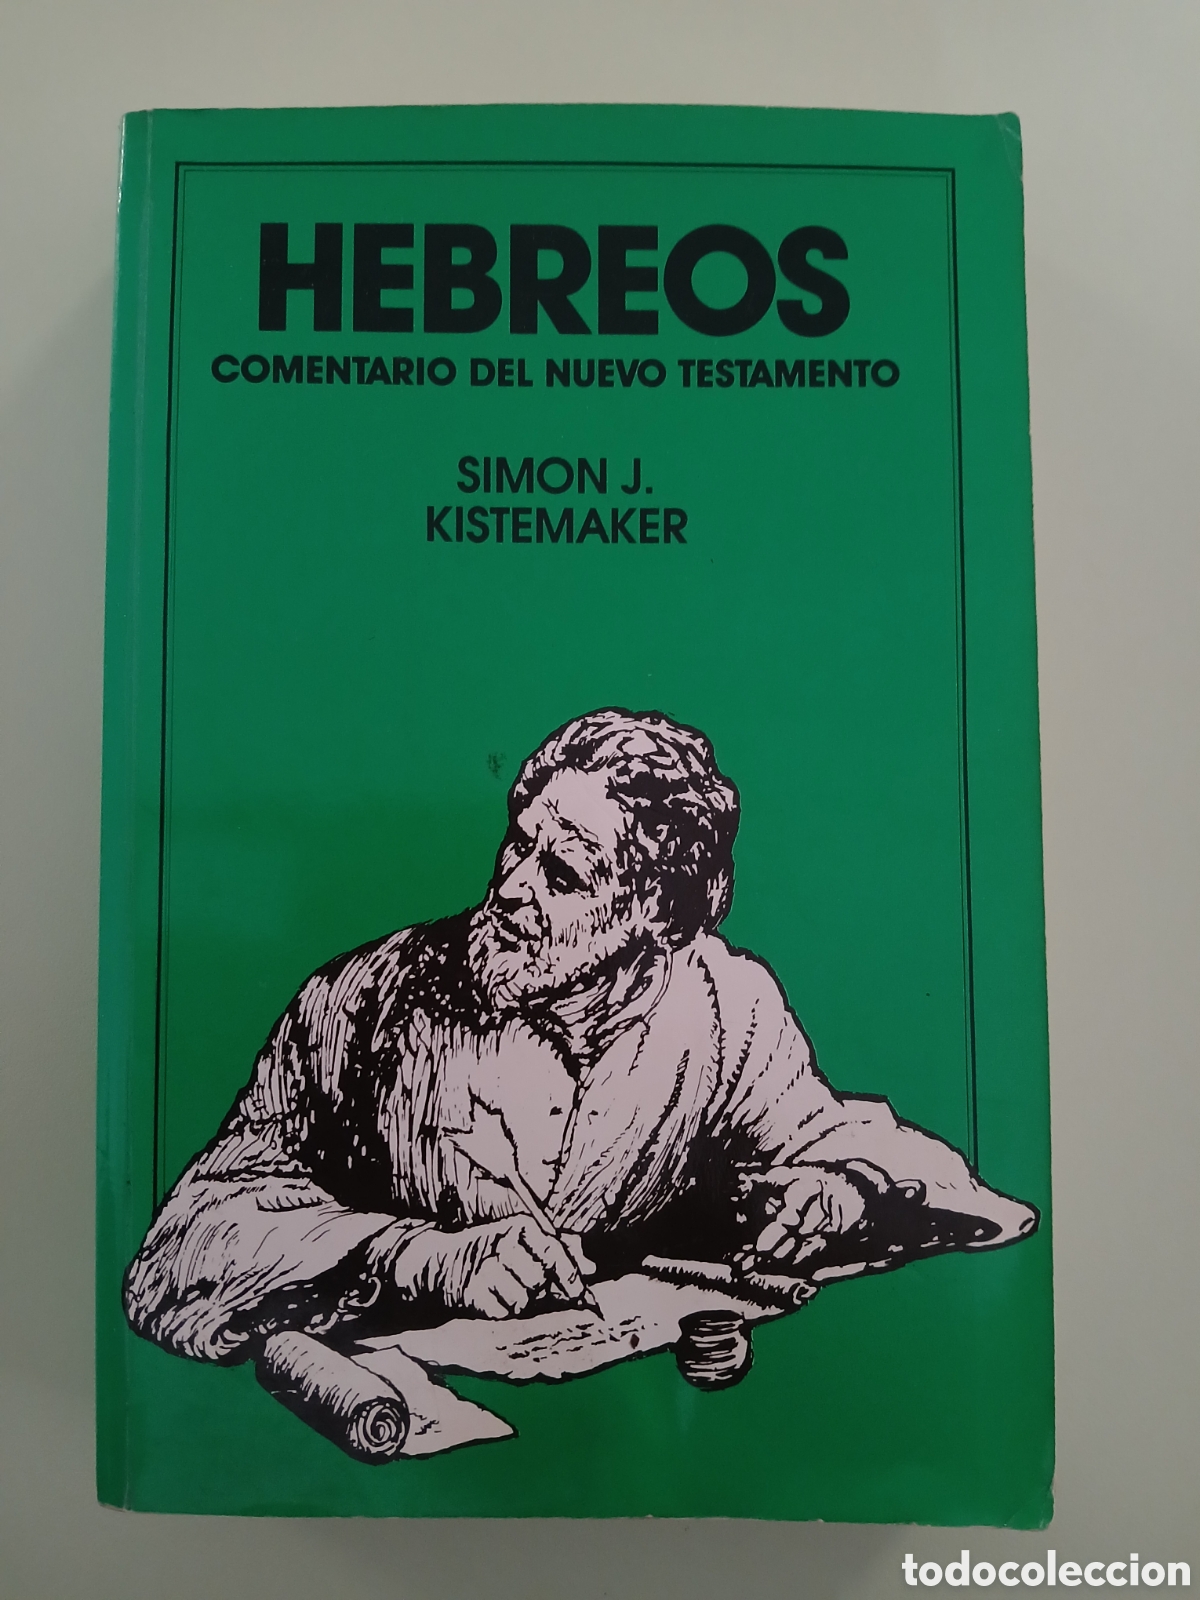 HEBREOS
COMENTARIO DEL NUEVO TESTAMENTO
SIMON J.
KISTEMAKER
todocoleccion